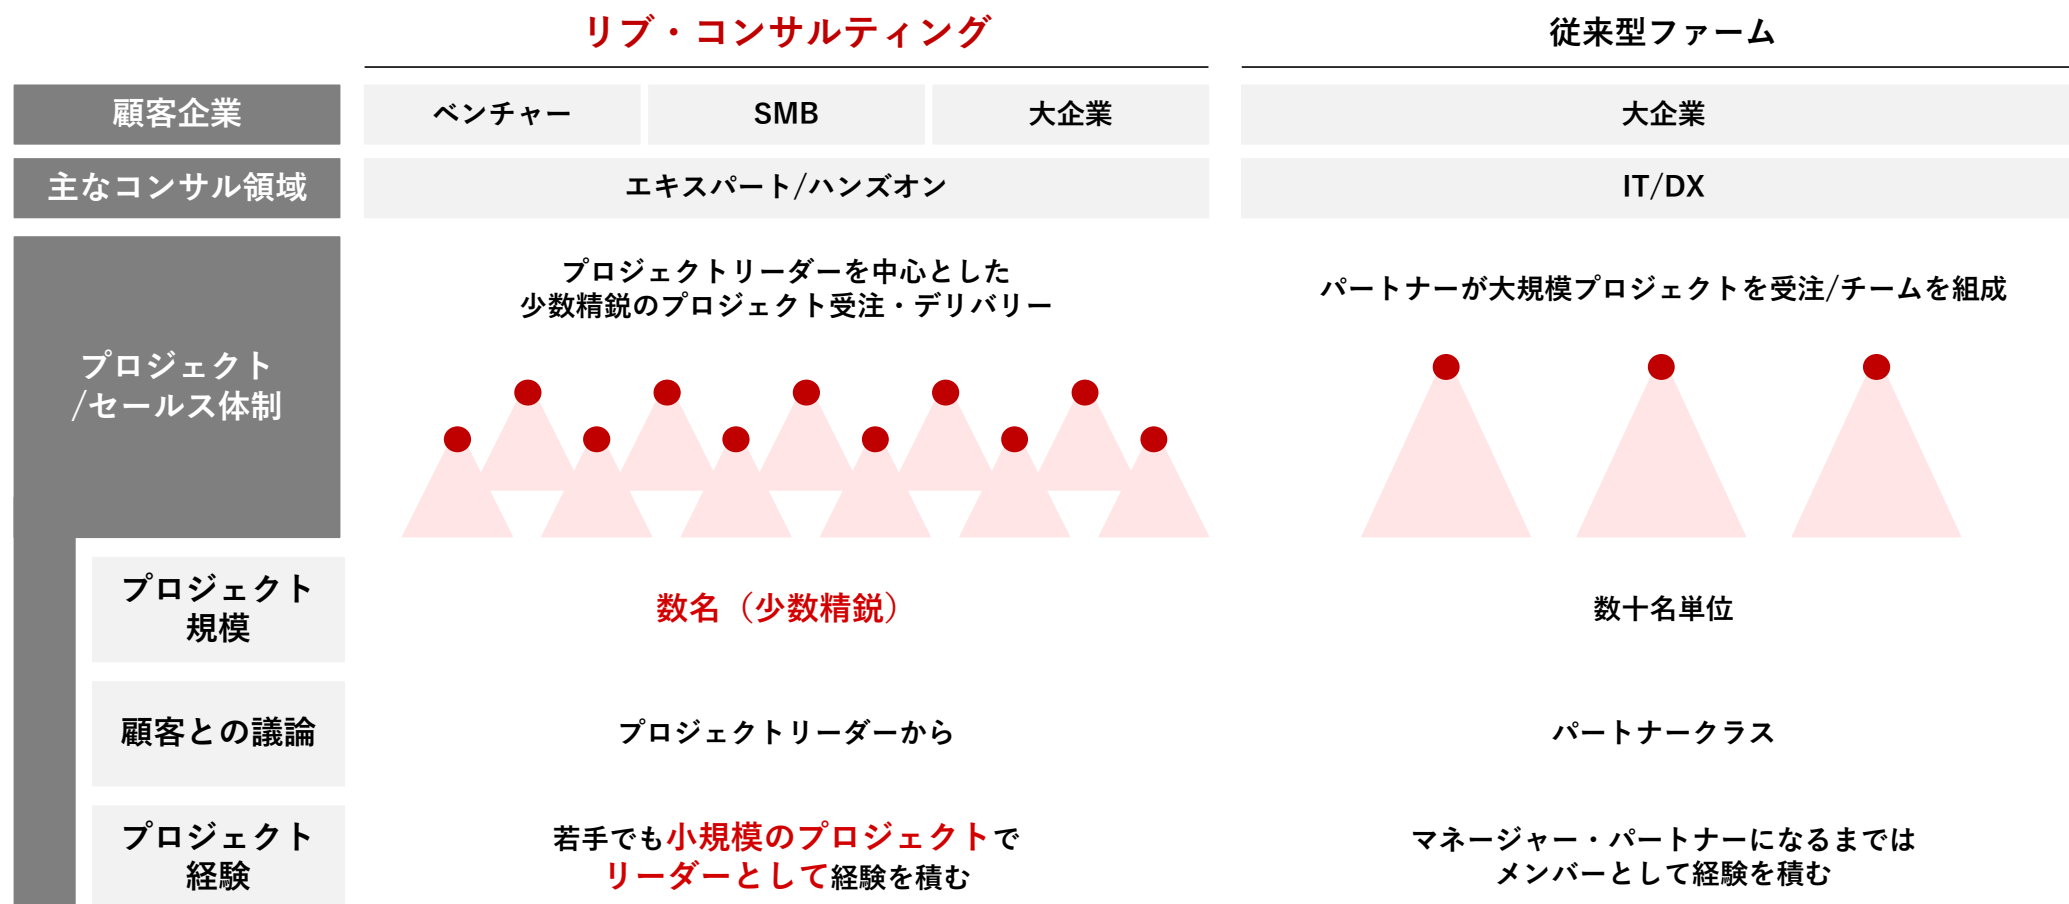 リブ・コンサルティング
従来型ファーム
顧客企業
ベンチャー
SMB
大企業
大企業
主なコンサル領域
エキスパート/ハンズオン
IT/DX
プロジェクト
/セールス体制
プロジェクトリーダーを中心とした
少数精鋭のプロジェクト受注・デリバリー
パートナーが大規模プロジェクトを受注/チームを組成
プロジェクト
規模
数名（少数精鋭）
数十名単位
顧客との議論
プロジェクトリーダーから
パートナークラス
プロジェクト
経験
若手でも小規模のプロジェクトで
リーダーとして経験を積む
マネージャー・パートナーになるまでは
メンバーとして経験を積む